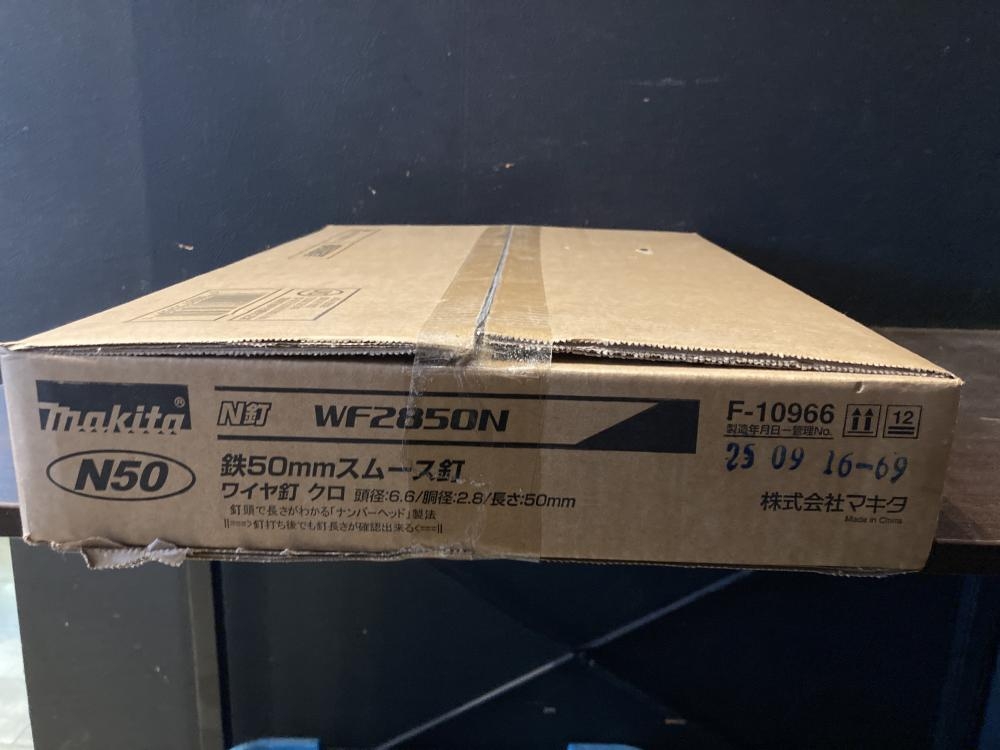 makita®
N釘 WF2850N
F-10966
12
製造年月日ー管理No.
25 09 16-69
N50
鉄50mmスムース釘
ワイヤ釘 クロ 頭径:6.6/胴径:2.8/長さ:50mm
釘頭で長さがわかる「ナンバーヘッド」製法
||===>釘打ち後でも釘長さが確認出来る<===||
株式会社マキタ
Made in China